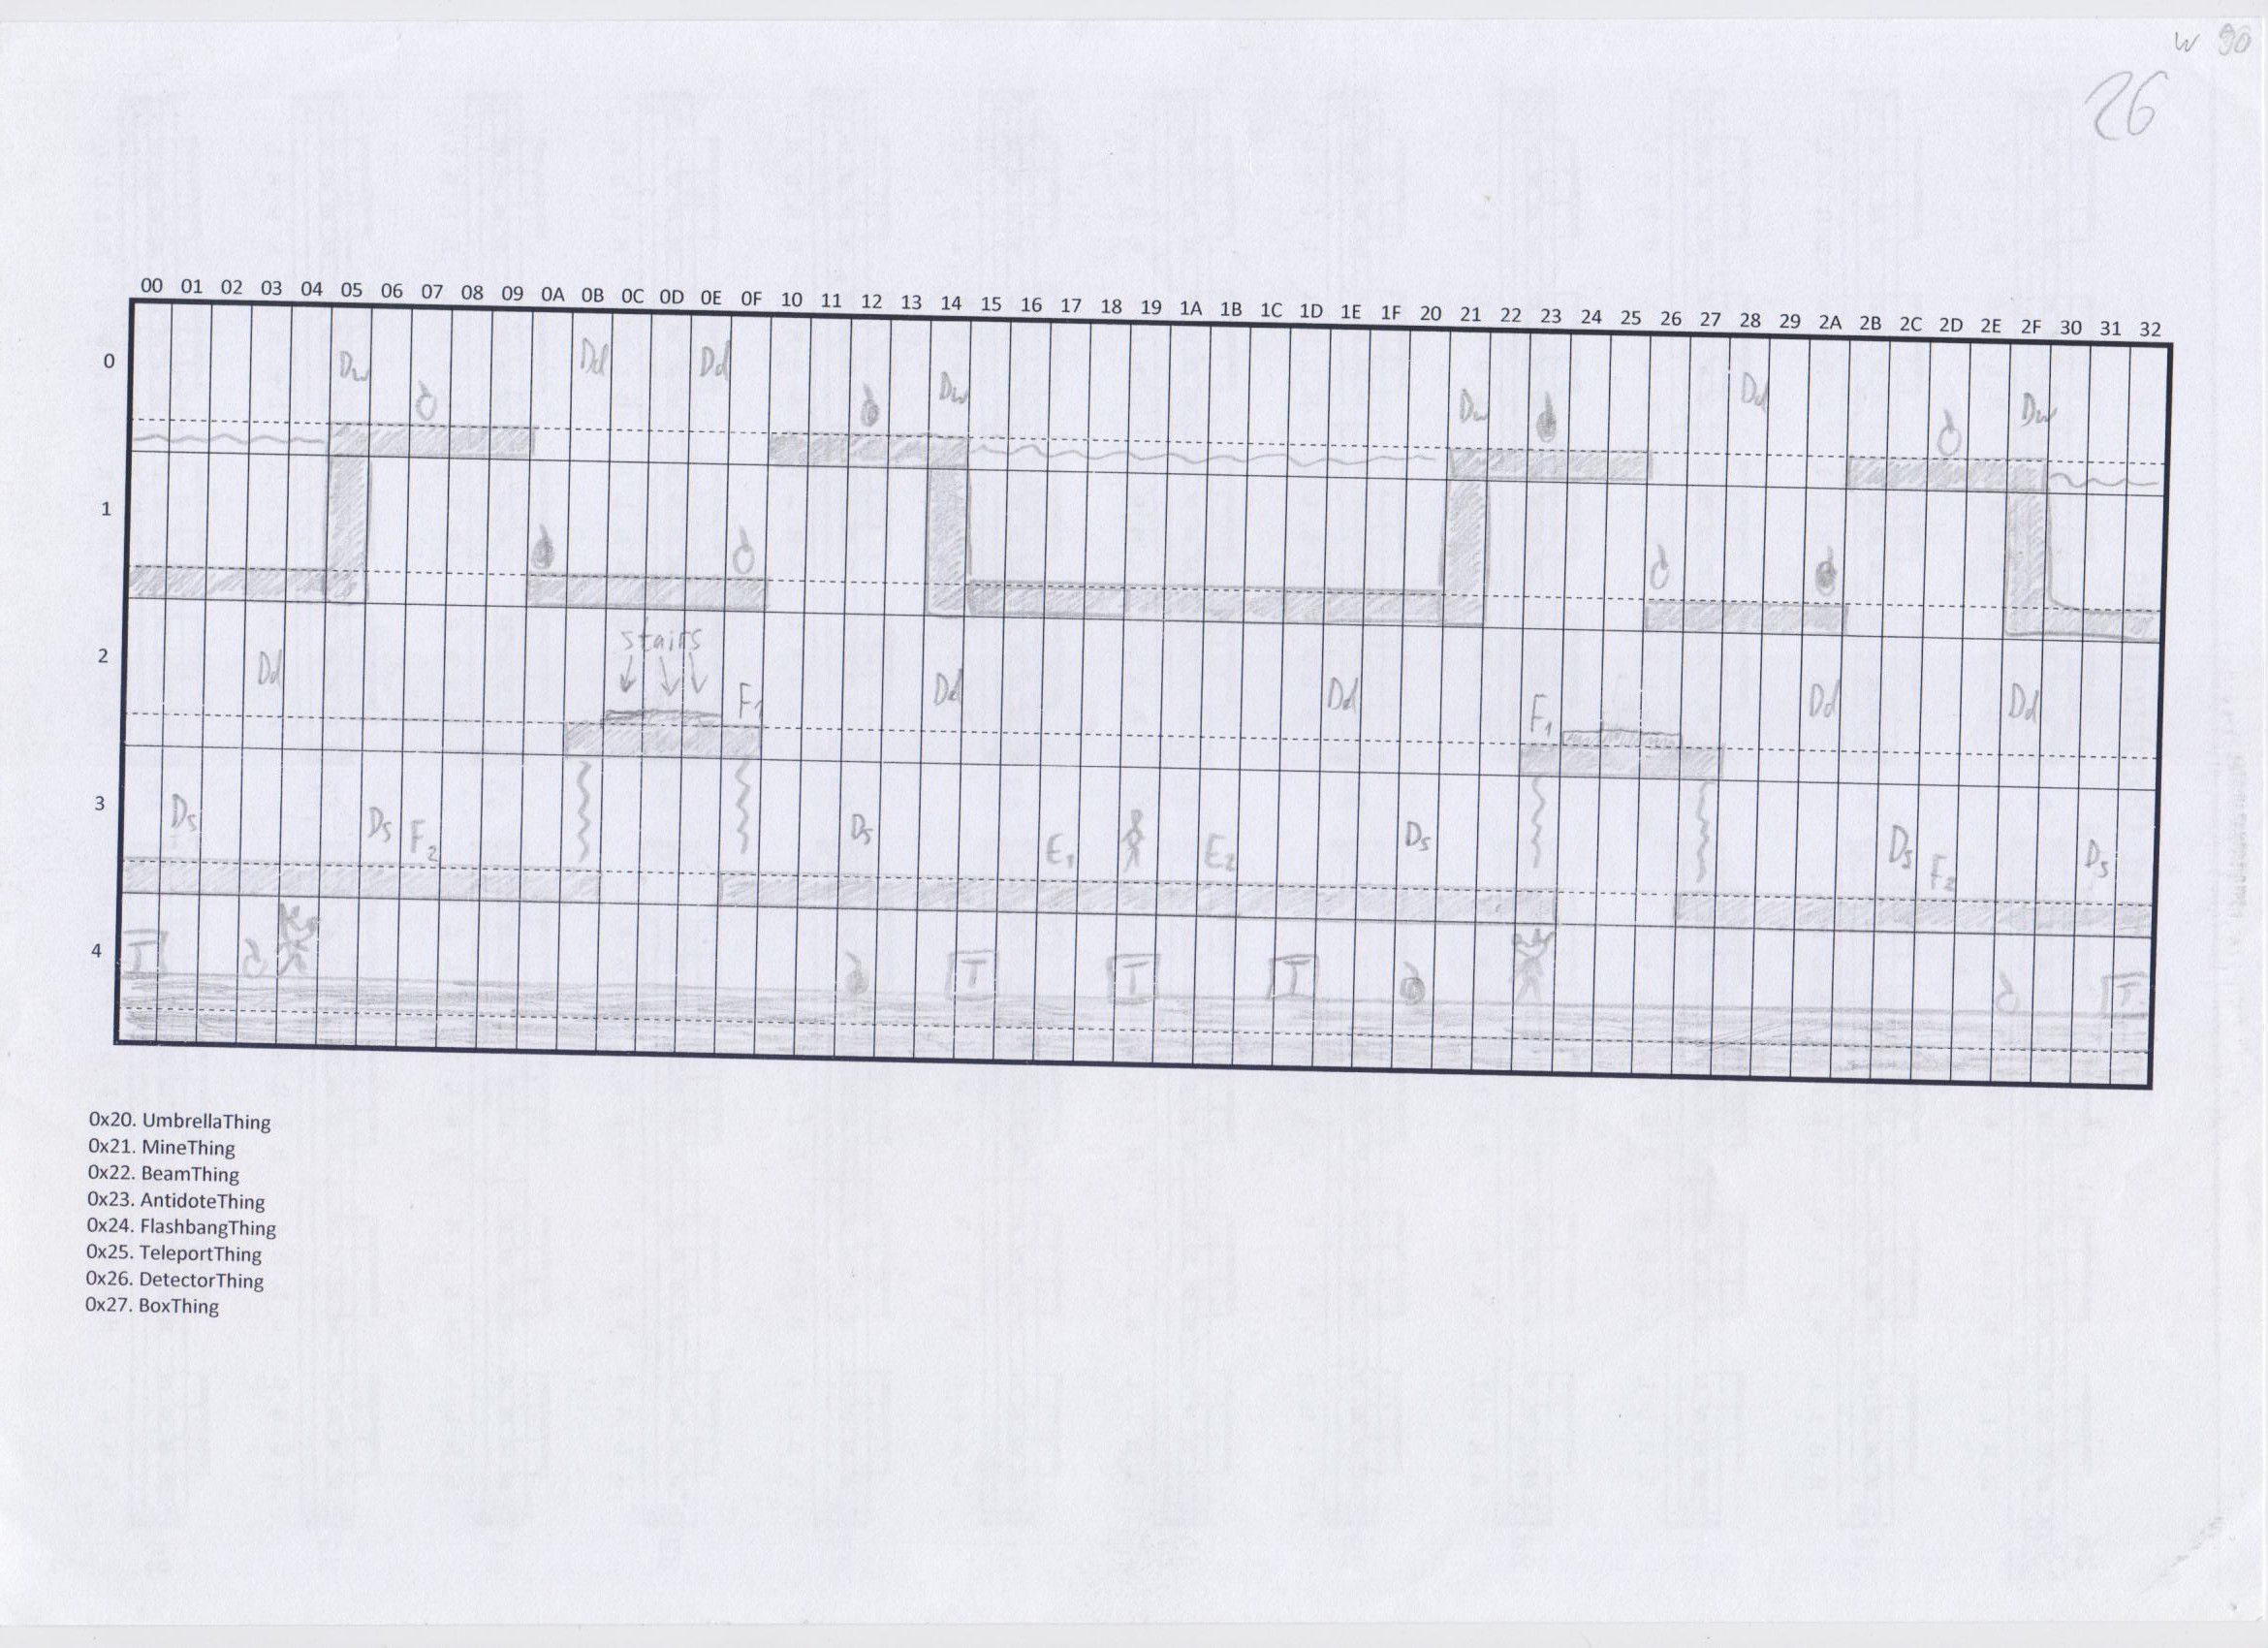 w 90
26
00 01 02 03 04 05 06 07 08 09 0A 0B 0C 0D 0E 0F 10 11 12 13 14 15 16 17 18 19 1A 1B 1C 1D 1E 1F 20 21 22 23 24 25 26 27 28 29 2A 2B 2C 2D 2E 2F 30 31 32
0
Dw Dd Dd Dw Dw Dd Dw
1
stairs
2
Dd F1 Dd Dd F1 Dd Dd
3
Ds Ds F2 Ds E1 E2 Ds Ds F2 Ds
4
T T T T T
0x20. UmbrellaThing
0x21. MineThing
0x22. BeamThing
0x23. AntidoteThing
0x24. FlashbangThing
0x25. TeleportThing
0x26. DetectorThing
0x27. BoxThing